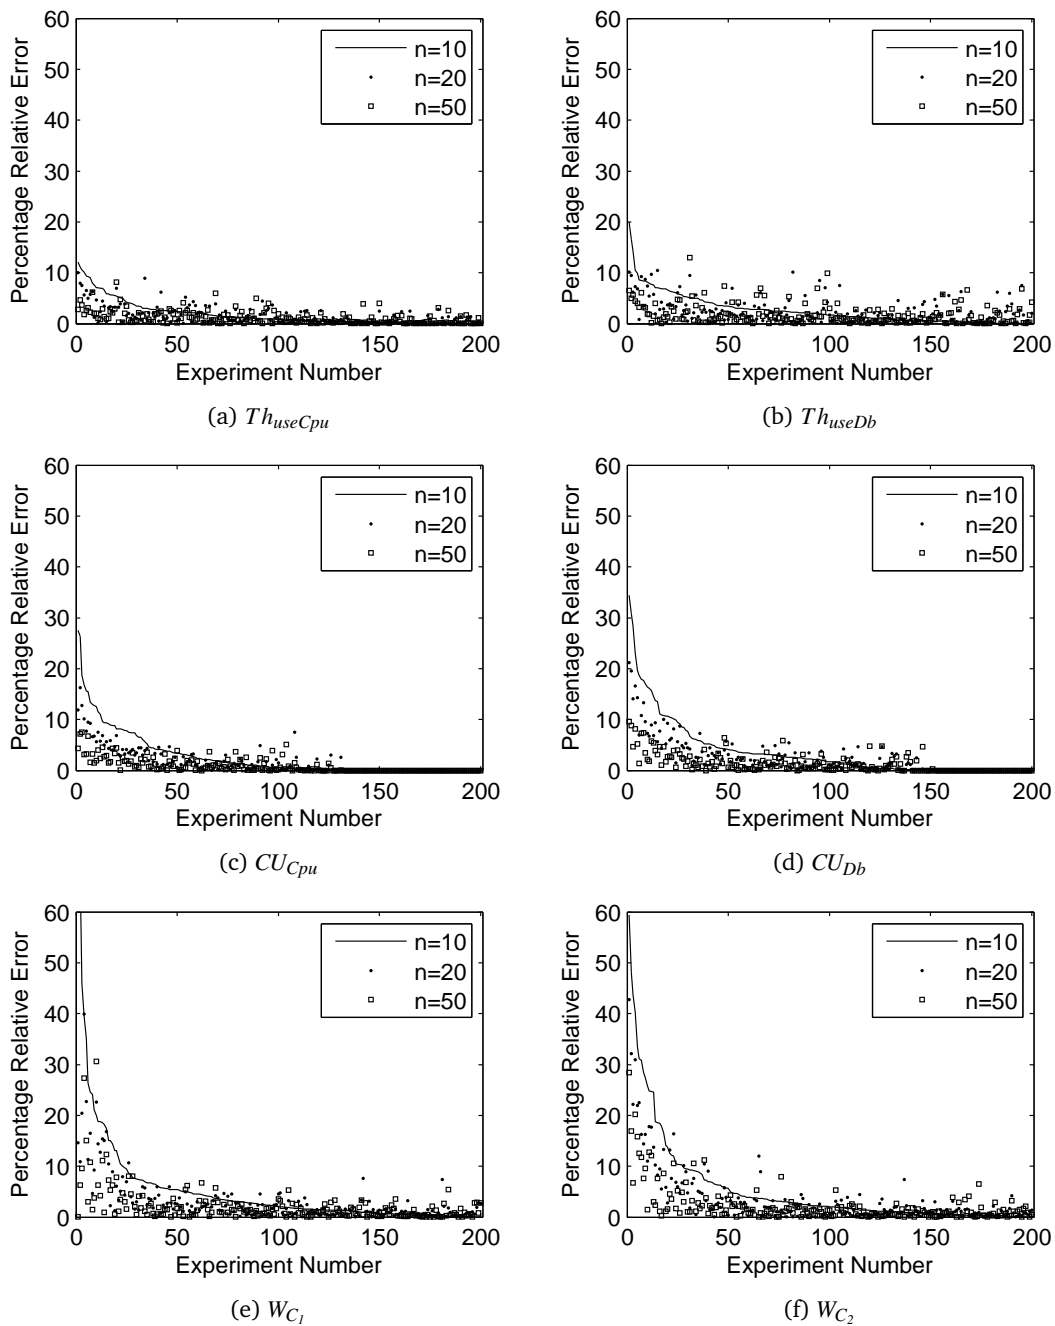 60
50
40
30
20
10
0
0 50 100 150 200
Percentage Relative Error
Experiment Number
n=10
n=20
n=50
(a) Th_useCpu
60
50
40
30
20
10
0
0 50 100 150 200
Percentage Relative Error
Experiment Number
n=10
n=20
n=50
(b) Th_useDb
60
50
40
30
20
10
0
0 50 100 150 200
Percentage Relative Error
Experiment Number
n=10
n=20
n=50
(c) CU_Cpu
60
50
40
30
20
10
0
0 50 100 150 200
Percentage Relative Error
Experiment Number
n=10
n=20
n=50
(d) CU_Db
60
50
40
30
20
10
0
0 50 100 150 200
Percentage Relative Error
Experiment Number
n=10
n=20
n=50
(e) W_C_1
60
50
40
30
20
10
0
0 50 100 150 200
Percentage Relative Error
Experiment Number
n=10
n=20
n=50
(f) W_C_2